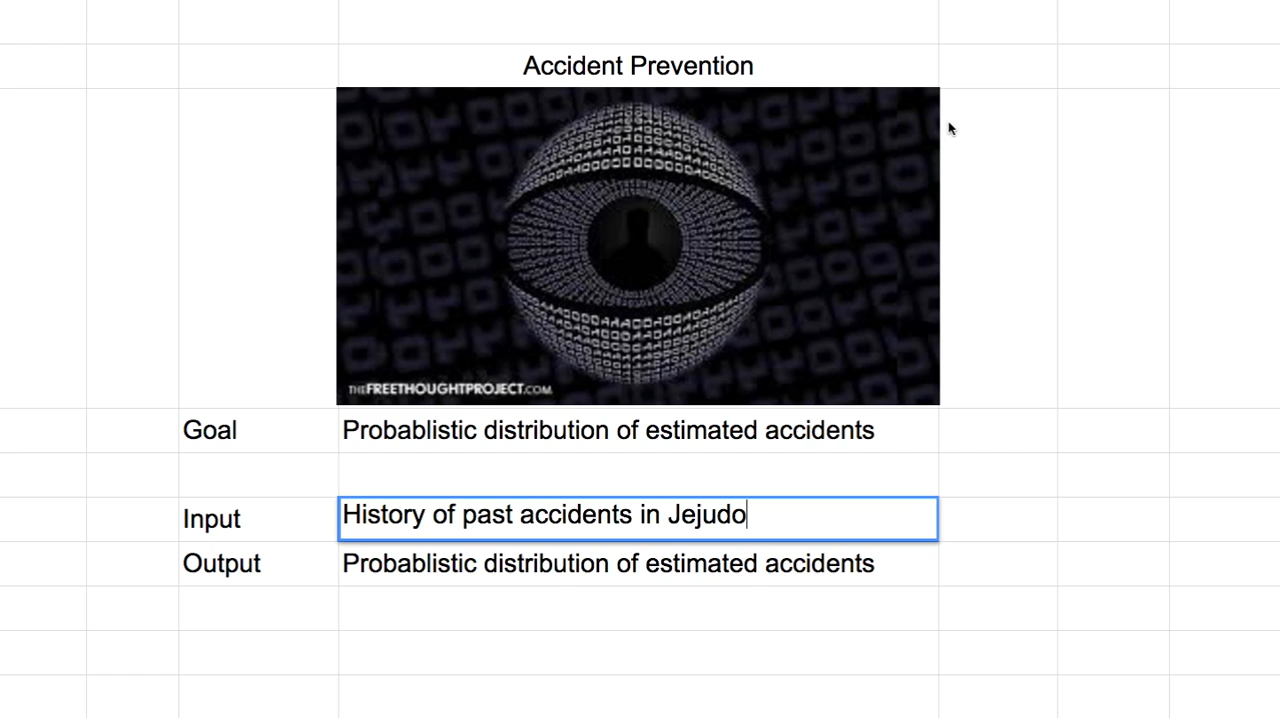 Accident Prevention
THEFREETHOUGHTPROJECT.COM
Goal Probablistic distribution of estimated accidents
Input History of past accidents in Jejudo
Output Probablistic distribution of estimated accidents